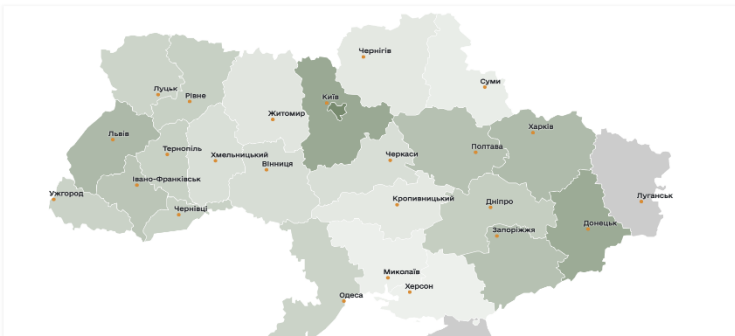 Чернігів
Суми
Луцьк
Рівне
Київ
Житомир
Харків
Львів
Полтава
Тернопіль
Хмельницький
Черкаси
Вінниця
Івано-Франківськ
Ужгород
Луганськ
Кропивницький
Дніпро
Чернівці
Донецьк
Запоріжжя
Миколаїв
Херсон
Одеса